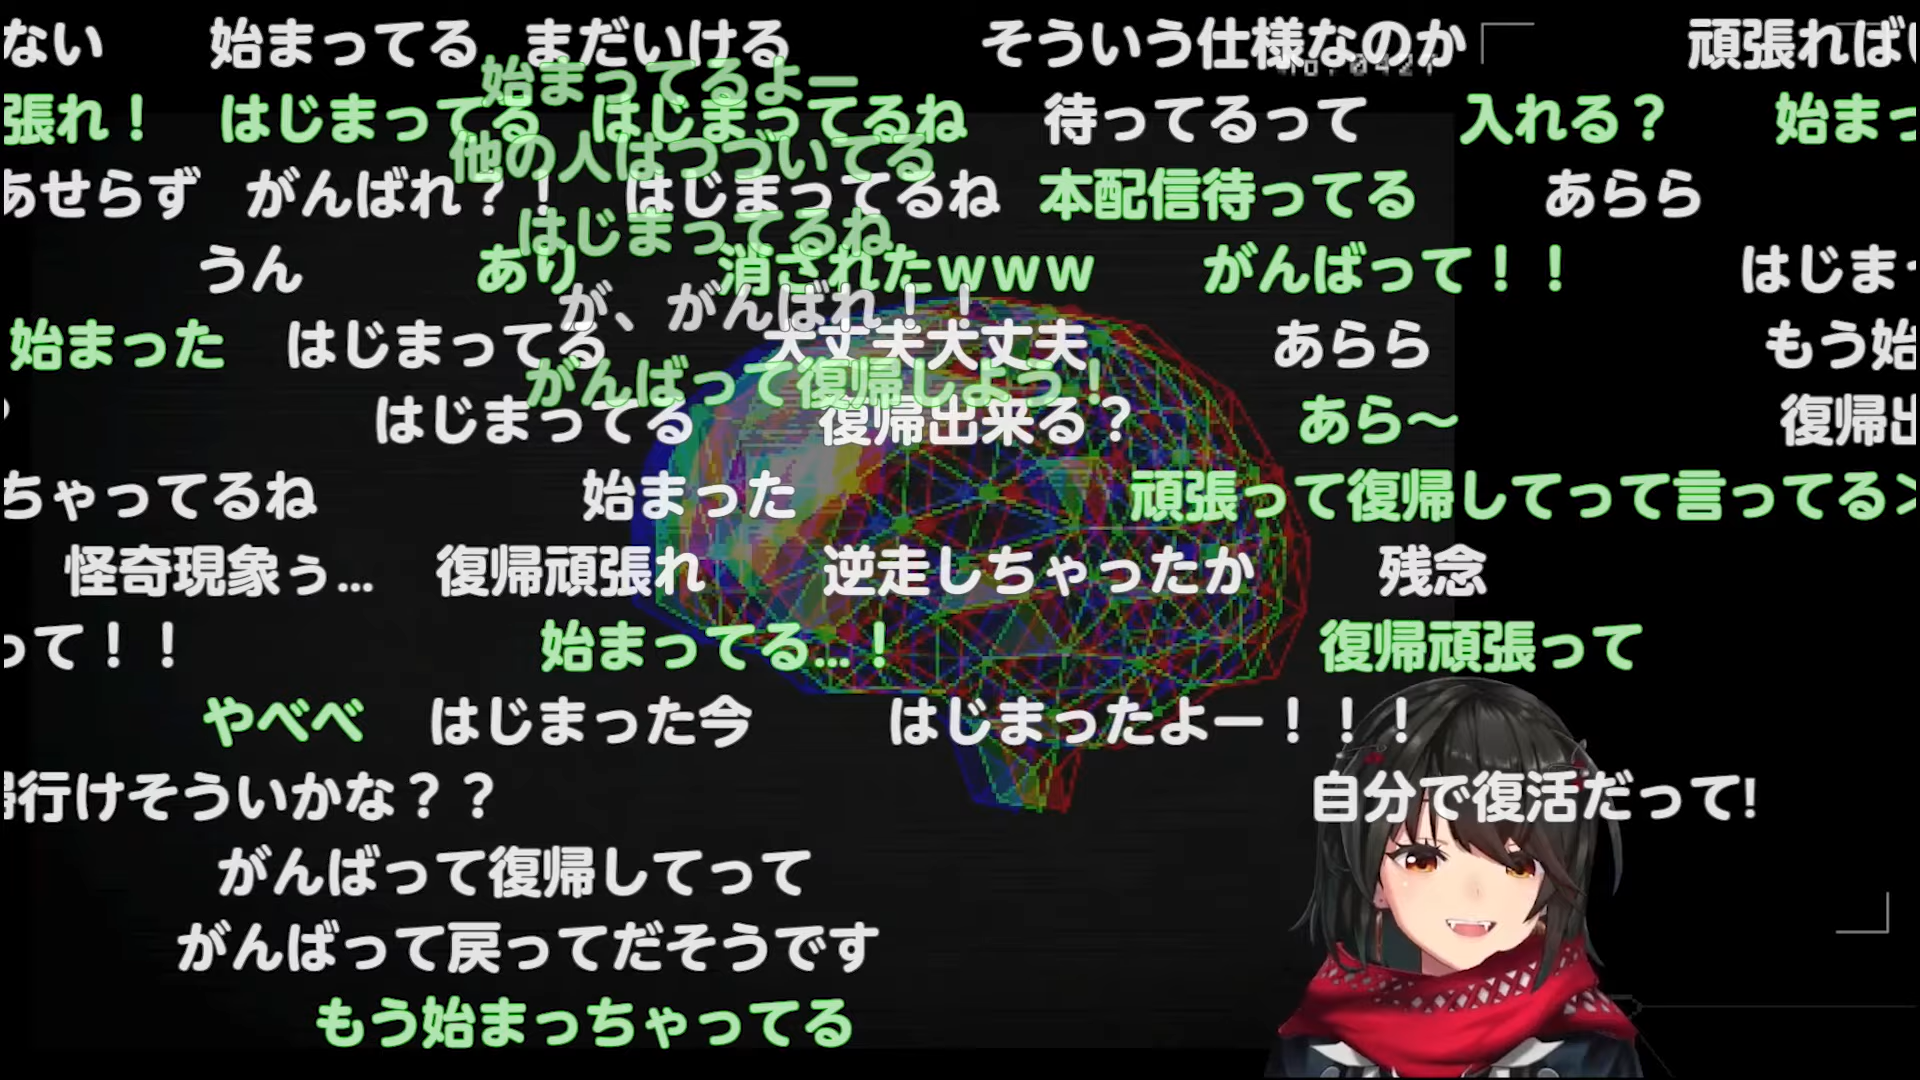 ない 始まってる まだいける そういう仕様なのか 頑張れば
始まってるよー
張れ！ はじまってる はじまってるね 待ってるって 入れる？ 始まっ
他の人はつづいてる
あせらず がんばれ？！ はじまってるね 本配信待ってる あらら
はじまってるね
うん あり 消されたｗｗｗ がんばって！！ はじまっ
が、がんばれ！！
始まった はじまってる 大丈夫大丈夫 あらら もう始
がんばって復帰しよう！
はじまってる 復帰出来る？ あら～ 復帰出
ちゃってるね 始まった 頑張って復帰してって言ってる＞
怪奇現象ぅ… 復帰頑張れ 逆走しちゃったか 残念
って！！ 始まってる…！ 復帰頑張って
やべべ はじまった今 はじまったよー！！！
帰行けそういかな？？ 自分で復活だって!
がんばって復帰してって
がんばって戻ってだそうです
もう始まっちゃってる